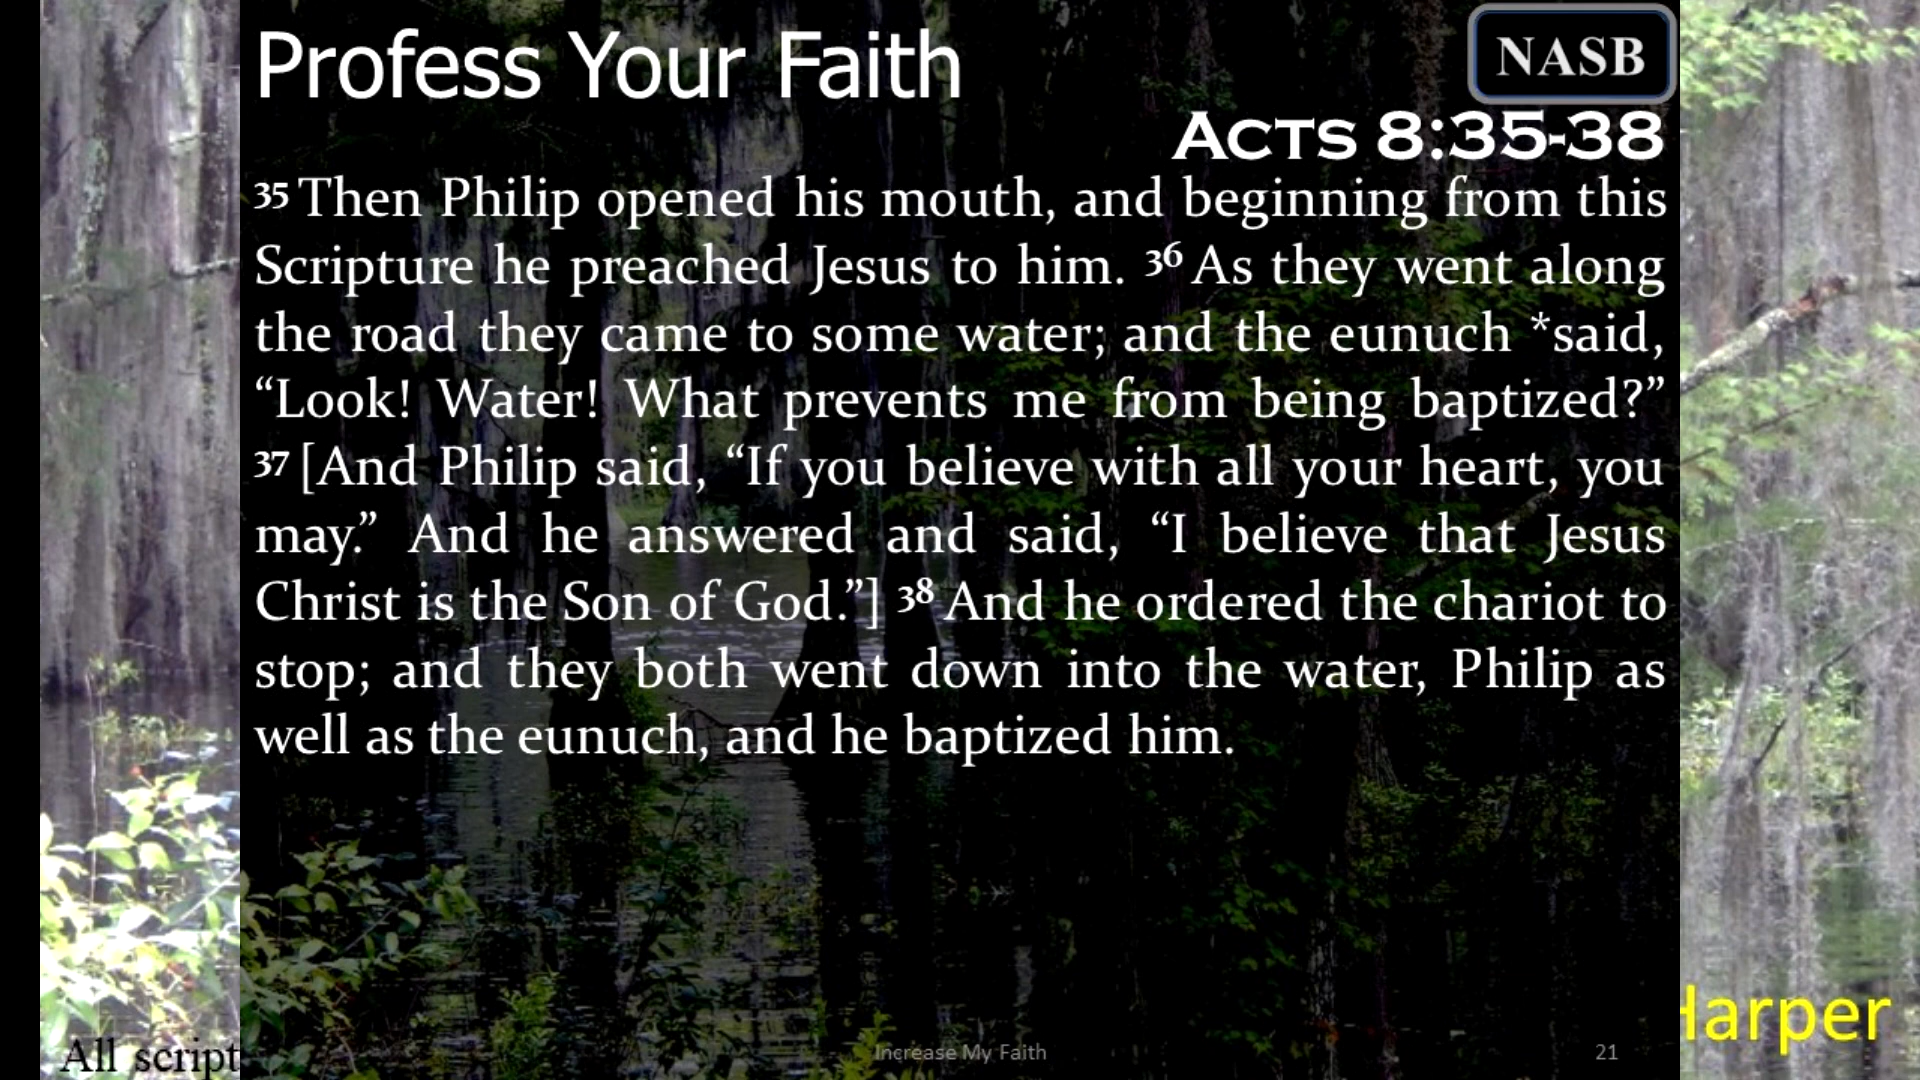 Profess Your Faith
NASB
Acts 8:35-38
35 Then Philip opened his mouth, and beginning from this
Scripture he preached Jesus to him. 36 As they went along
the road they came to some water; and the eunuch *said,
“Look! Water! What prevents me from being baptized?”
37 [And Philip said, “If you believe with all your heart, you
may.” And he answered and said, “I believe that Jesus
Christ is the Son of God.”] 38 And he ordered the chariot to
stop; and they both went down into the water, Philip as
well as the eunuch, and he baptized him.
Harper
All script
Increase My Faith
21